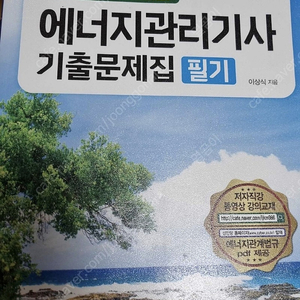 에너지관리기사
기출문제집 필기
이상식 지음
저자직강
동영상 강의교재
에너지관계법규
pdf 제공